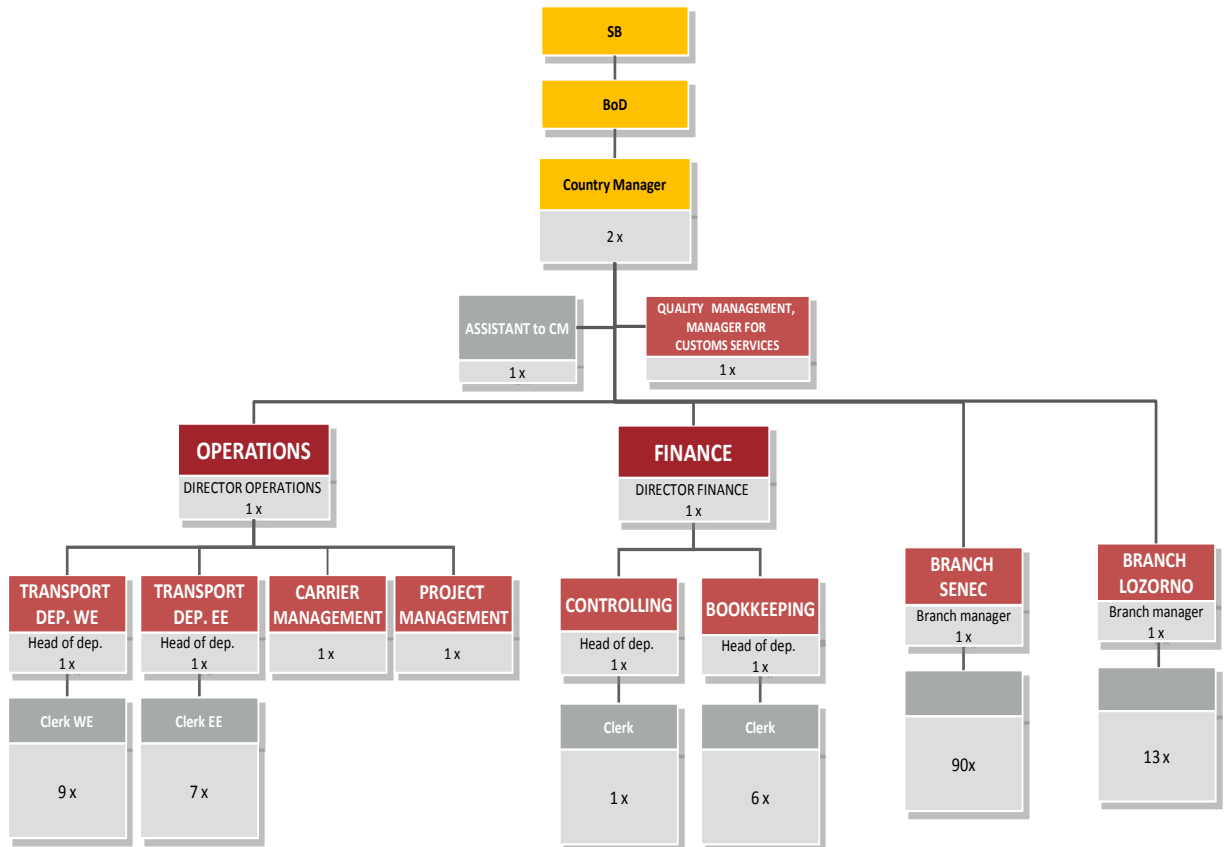 SB
BoD
Country Manager
2 x
ASSISTANT to CM
1 x
QUALITY MANAGEMENT,
MANAGER FOR
CUSTOMS SERVICES
1 x
OPERATIONS
DIRECTOR OPERATIONS
1 x
FINANCE
DIRECTOR FINANCE
1 x
TRANSPORT
DEP. WE
Head of dep.
1 x
Clerk WE
9 x
TRANSPORT
DEP. EE
Head of dep.
1 x
Clerk EE
7 x
CARRIER
MANAGEMENT
1 x
PROJECT
MANAGEMENT
1 x
CONTROLLING
Head of dep.
1 x
Clerk
1 x
BOOKKEEPING
Head of dep.
1 x
Clerk
6 x
BRANCH
SENEC
Branch manager
1 x
90x
BRANCH
LOZORNO
Branch manager
1 x
13 x